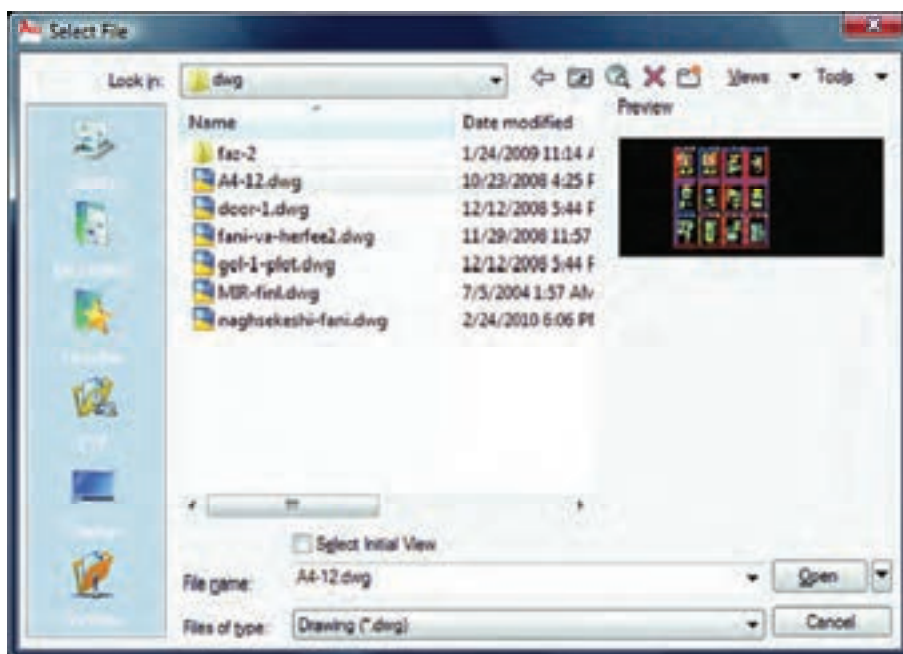 Select File
Look in: dwg Views Tools
Name Date modified Preview
fac-2 1/24/2009 11:14 A
A4-12.dwg 10/23/2008 4:25 F
door-1.dwg 12/12/2008 5:44 F
fani-va-herfee2.dwg 11/29/2008 11:57
gol-1-plot.dwg 12/12/2008 5:44 F
MIR-finl.dwg 7/5/2004 1:57 AM
naghsekeshi-fani.dwg 2/24/2010 6:06 PM
Select Initial View
File name: A4-12.dwg Open
Files of type: Drawing (*.dwg) Cancel